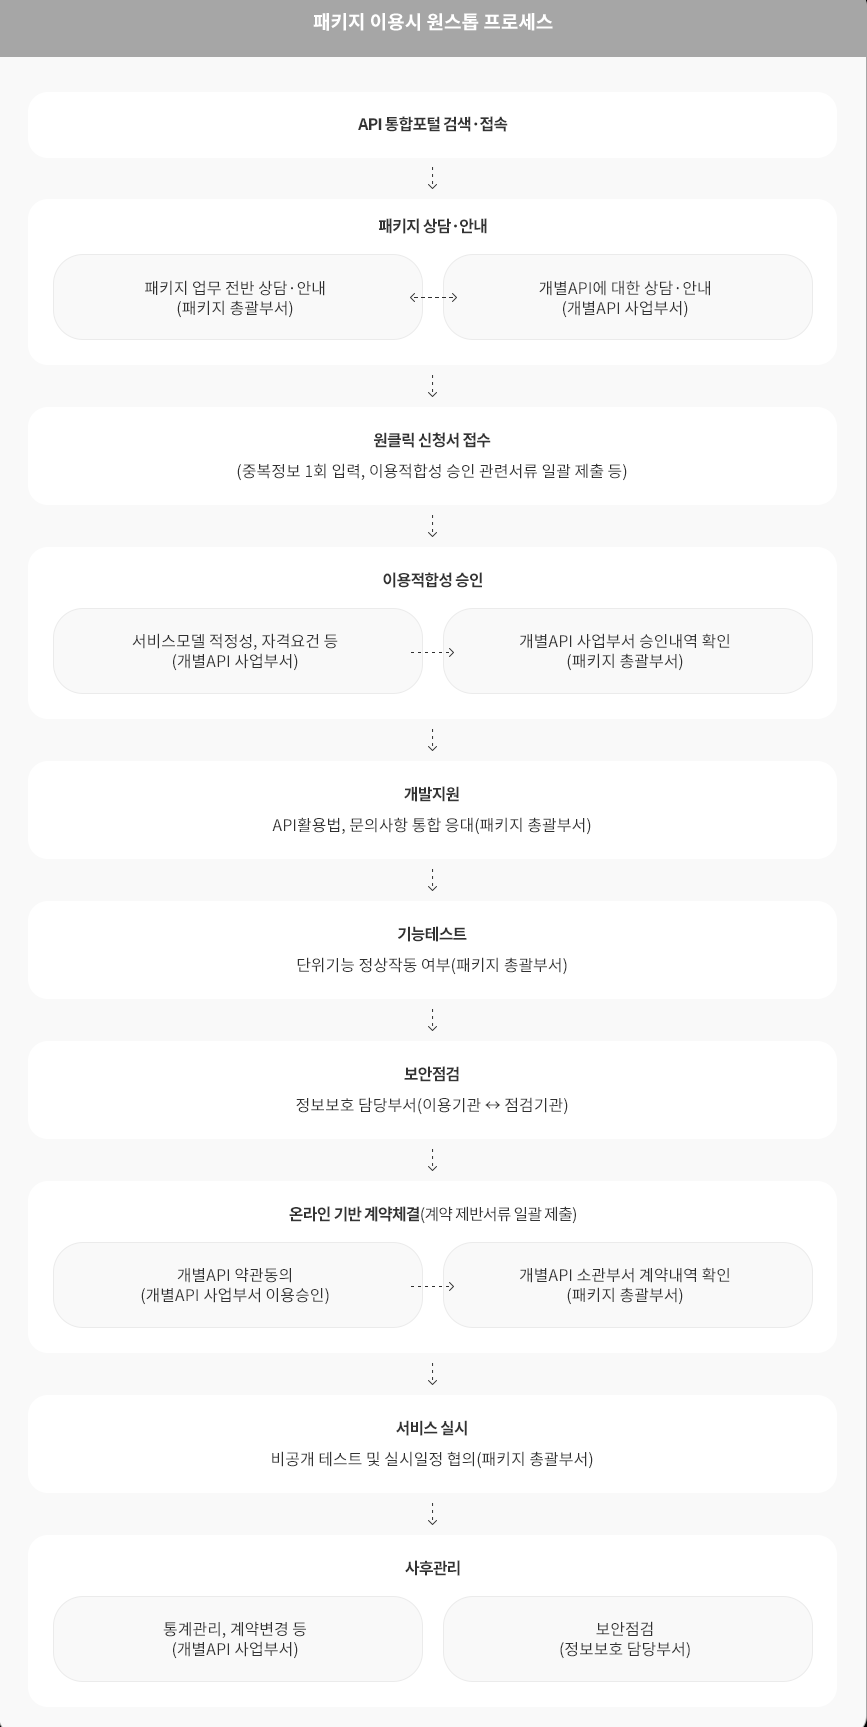 패키지 이용시 원스톱 프로세스
API 통합포털 검색·접속
패키지 상담·안내
패키지 업무 전반 상담·안내
(패키지 총괄부서)
개별API에 대한 상담·안내
(개별API 사업부서)
원클릭 신청서 접수
(중복정보 1회 입력, 이용적합성 승인 관련서류 일괄 제출 등)
이용적합성 승인
서비스모델 적정성, 자격요건 등
(개별API 사업부서)
개별API 사업부서 승인내역 확인
(패키지 총괄부서)
개발지원
API활용법, 문의사항 통합 응대(패키지 총괄부서)
기능테스트
단위기능 정상작동 여부(패키지 총괄부서)
보안점검
정보보호 담당부서(이용기관 ↔ 점검기관)
온라인 기반 계약체결(계약 제반서류 일괄 제출)
개별API 약관동의
(개별API 사업부서 이용승인)
개별API 소관부서 계약내역 확인
(패키지 총괄부서)
서비스 실시
비공개 테스트 및 실시일정 협의(패키지 총괄부서)
사후관리
통계관리, 계약변경 등
(개별API 사업부서)
보안점검
(정보보호 담당부서)